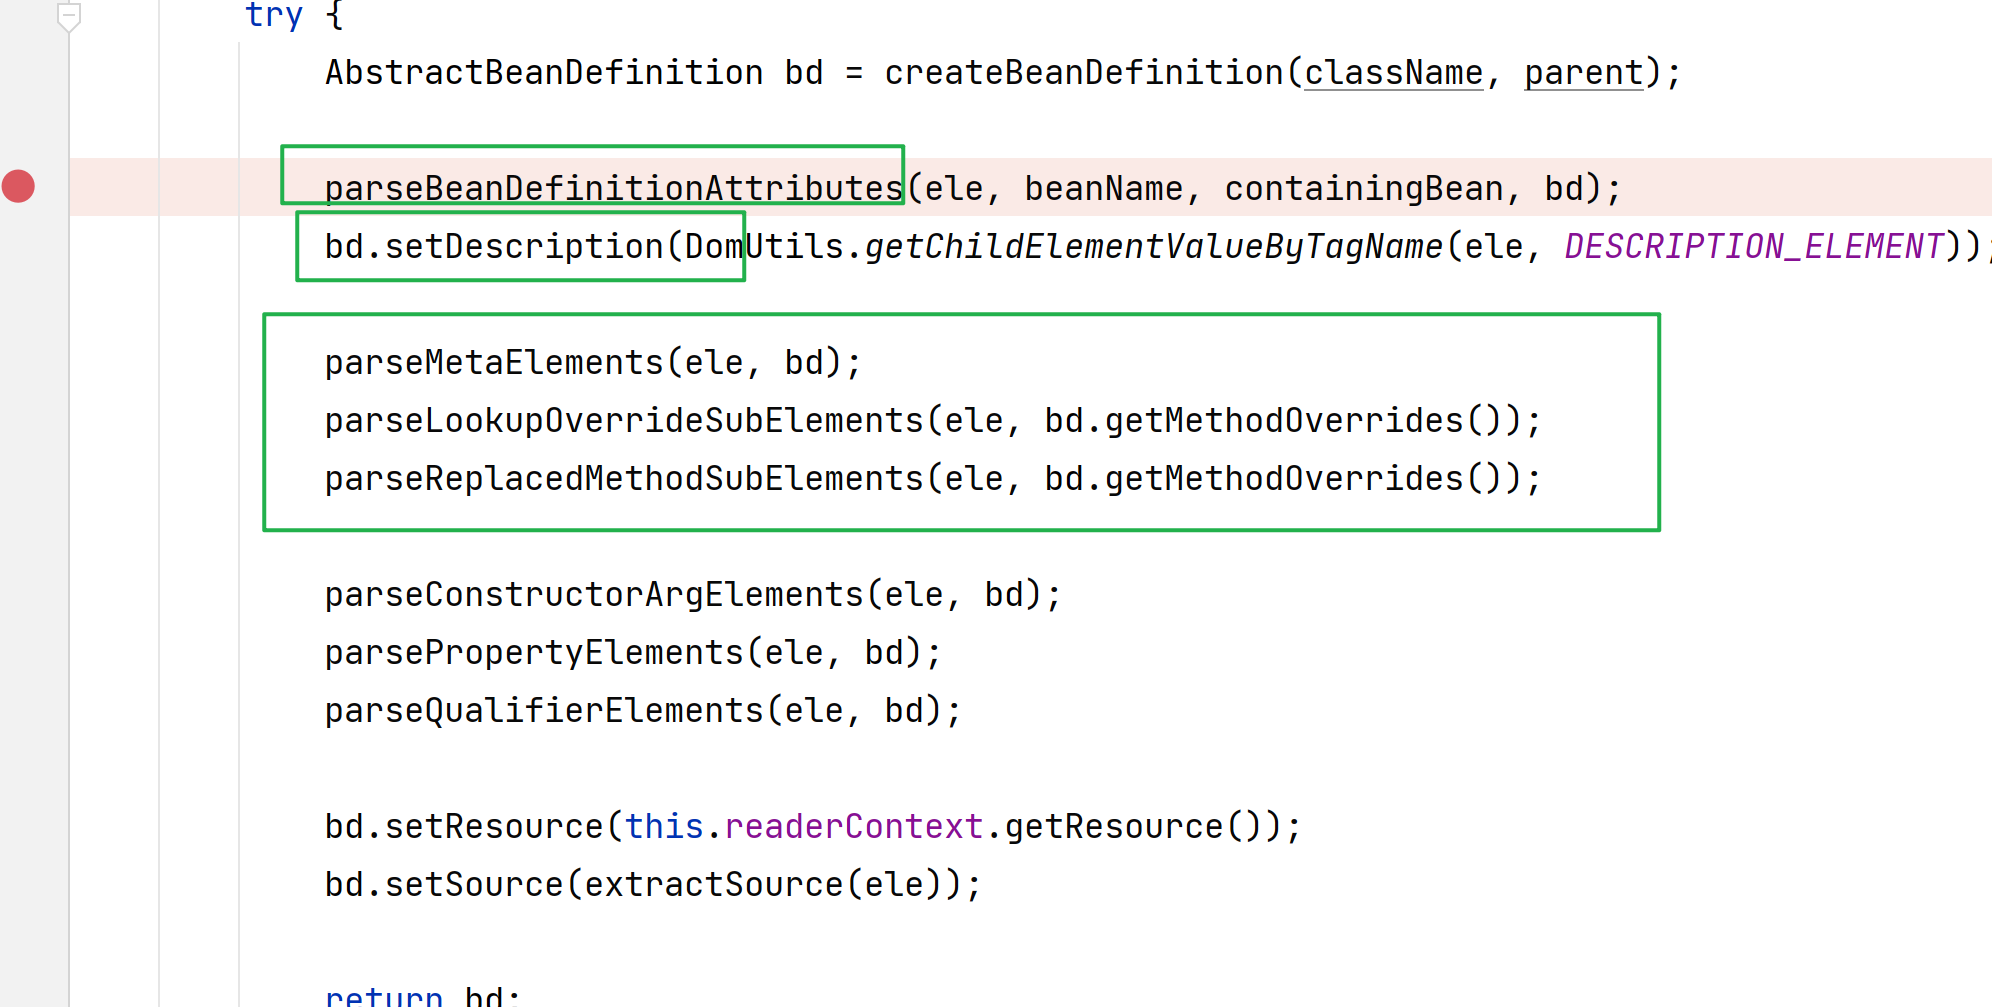 try {
AbstractBeanDefinition bd = createBeanDefinition(className, parent);
parseBeanDefinitionAttributes(ele, beanName, containingBean, bd);
bd.setDescription(DomUtils.getChildElementValueByTagName(ele, DESCRIPTION_ELEMENT));
parseMetaElements(ele, bd);
parseLookupOverrideSubElements(ele, bd.getMethodOverrides());
parseReplacedMethodSubElements(ele, bd.getMethodOverrides());
parseConstructorArgElements(ele, bd);
parsePropertyElements(ele, bd);
parseQualifierElements(ele, bd);
bd.setResource(this.readerContext.getResource());
bd.setSource(extractSource(ele));
return bd;